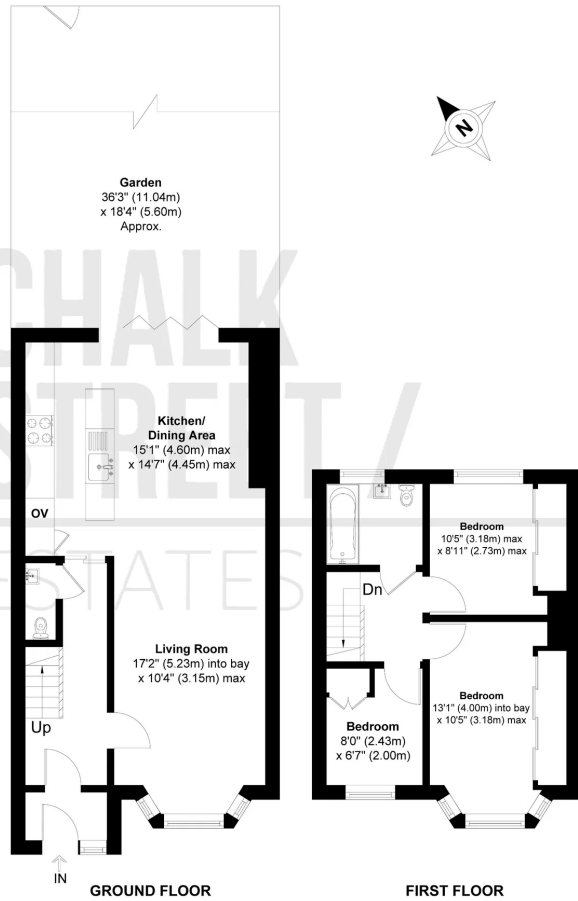 Garden
36'3" (11.04m)
x 18'4" (5.60m)
Approx.
N
CHALK
STREET /
ESTATES
Kitchen/
Dining Area
15'1" (4.60m) max
x 14'7" (4.45m) max
OV
Living Room
17'2" (5.23m) into bay
x 10'4" (3.15m) max
Up
IN
GROUND FLOOR
Bedroom
10'5" (3.18m) max
x 8'11" (2.73m) max
Dn
Bedroom
13'1" (4.00m) into bay
x 10'5" (3.18m) max
Bedroom
8'0" (2.43m)
x 6'7" (2.00m)
FIRST FLOOR